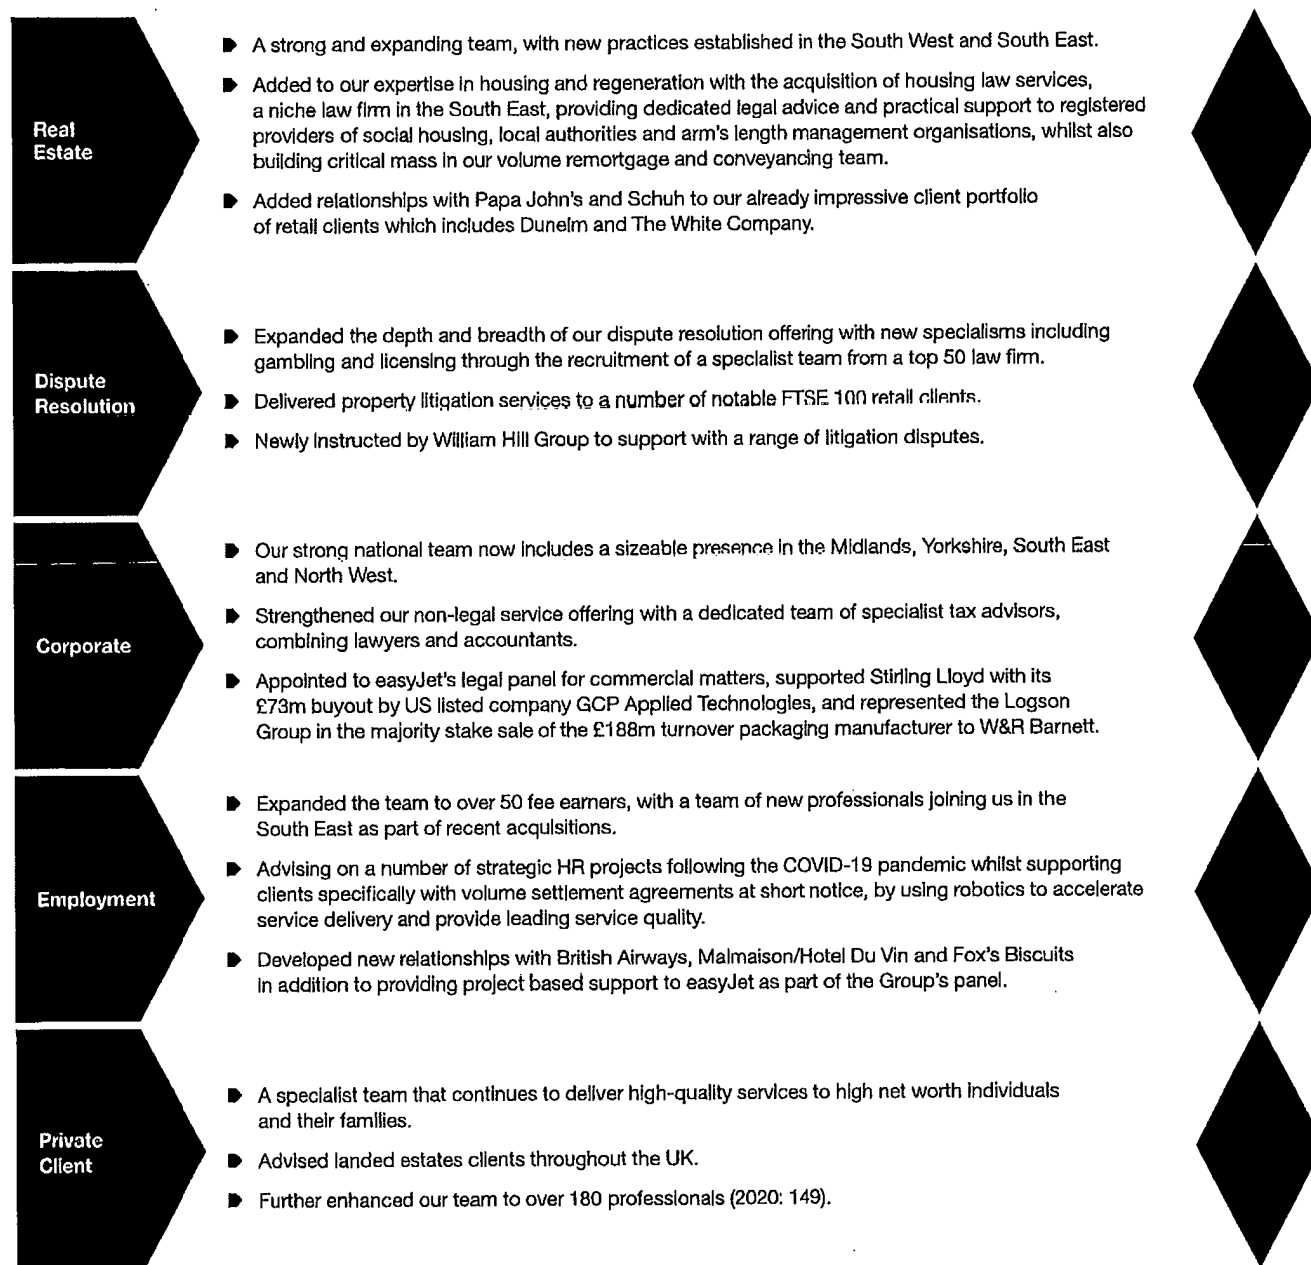 Real
Estate
A strong and expanding team, with new practices established in the South West and South East.
Added to our expertise in housing and regeneration with the acquisition of housing law services,
a niche law firm in the South East, providing dedicated legal advice and practical support to registered
providers of social housing, local authorities and arm's length management organisations, whilst also
building critical mass in our volume remortgage and conveyancing team.
Added relationships with Papa John's and Schuh to our already impressive client portfolio
of retail clients which includes Dunelm and The White Company.
Dispute
Resolution
Expanded the depth and breadth of our dispute resolution offering with new specialisms including
gambling and licensing through the recruitment of a specialist team from a top 50 law firm.
Delivered property litigation services to a number of notable FTSE 100 retail clients.
Newly instructed by William Hill Group to support with a range of litigation disputes.
Corporate
Our strong national team now includes a sizeable presence in the Midlands, Yorkshire, South East
and North West.
Strengthened our non-legal service offering with a dedicated team of specialist tax advisors,
combining lawyers and accountants.
Appointed to easyJet's legal panel for commercial matters, supported Stirling Lloyd with its
£73m buyout by US listed company GCP Applied Technologies, and represented the Logson
Group in the majority stake sale of the £188m turnover packaging manufacturer to W&R Barnett.
Employment
Expanded the team to over 50 fee earners, with a team of new professionals joining us in the
South East as part of recent acquisitions.
Advising on a number of strategic HR projects following the COVID-19 pandemic whilst supporting
clients specifically with volume settlement agreements at short notice, by using robotics to accelerate
service delivery and provide leading service quality.
Developed new relationships with British Airways, Malmaison/Hotel Du Vin and Fox's Biscuits
in addition to providing project based support to easyJet as part of the Group's panel.
Private
Client
A specialist team that continues to deliver high-quality services to high net worth individuals
and their families.
Advised landed estates clients throughout the UK.
Further enhanced our team to over 180 professionals (2020: 149).